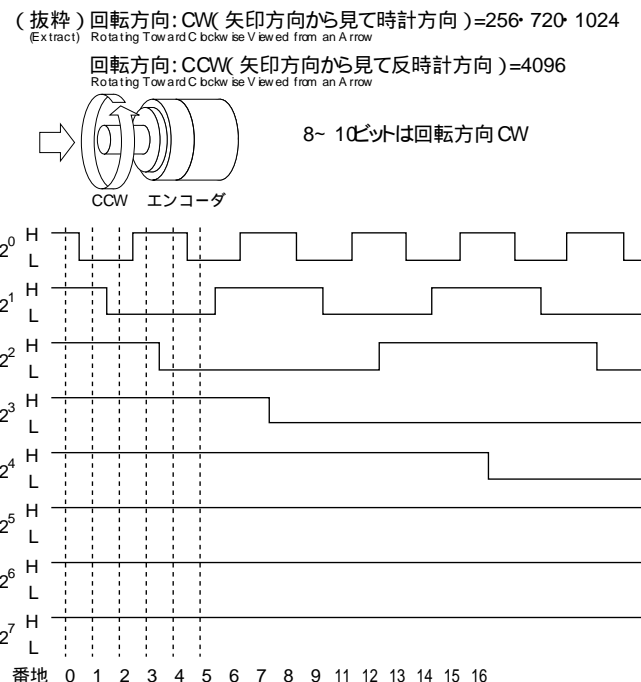 (抜粋)回転方向:CW(矢印方向から見て時計方向)=256・720・1024
(Extract) Rotating Toward Clockwise Viewed from an Arrow
回転方向:CCW(矢印方向から見て反時計方向)=4096
Rotating Toward Clockwise Viewed from an Arrow
8~10ビットは回転方向CW
CCW エンコーダ
2⁰ H
L
2¹ H
L
2² H
L
2³ H
L
2⁴ H
L
2⁵ H
L
2⁶ H
L
2⁷ H
L
番地 0 1 2 3 4 5 6 7 8 9 11 12 13 14 15 16